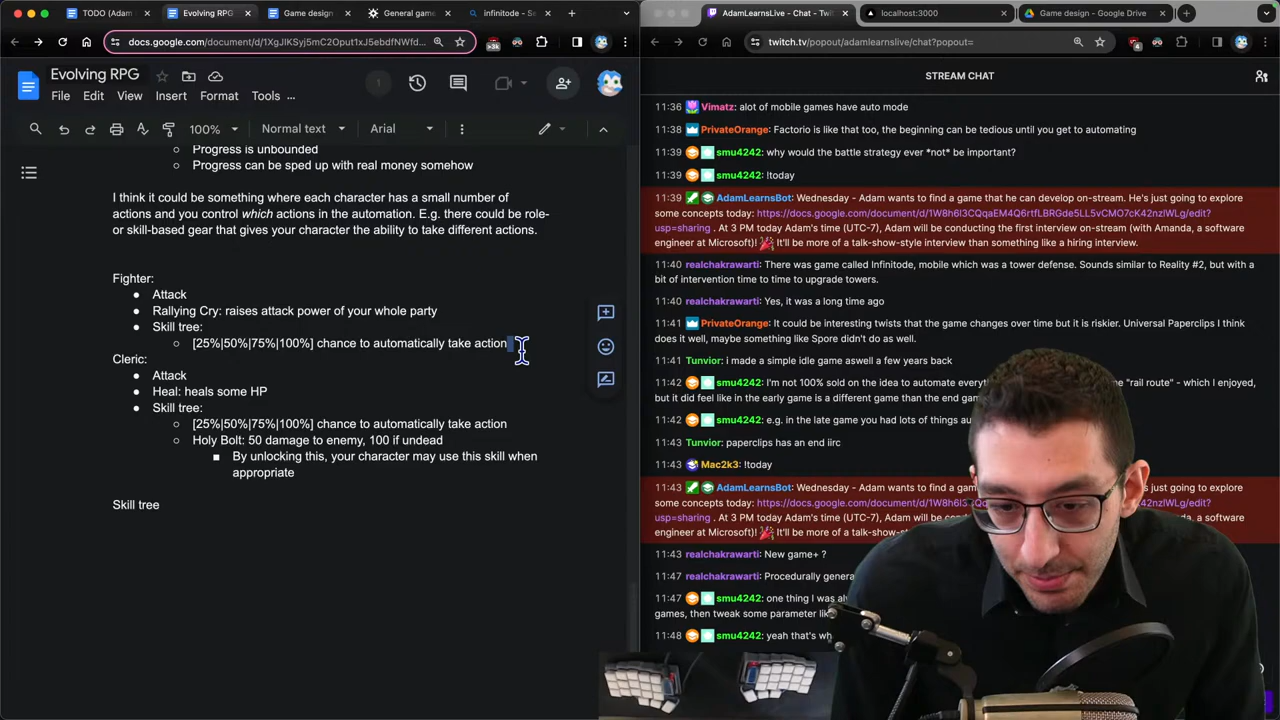 TODO (Adam
Evolving RPG
Game design
General game
infinitode - Se
AdamLearnsLive - Chat - Twit
localhost:3000
Game design - Google Drive
twitch.tv/popout/adamlearnslive/chat?popout=
Evolving RPG
File Edit View Insert Format Tools ...
100% Normal text Arial
Progress is unbounded
Progress can be sped up with real money somehow
I think it could be something where each character has a small number of
actions and you control which actions in the automation. E.g. there could be role-
or skill-based gear that gives your character the ability to take different actions.
Fighter:
Attack
Rallying Cry: raises attack power of your whole party
Skill tree:
[25%|50%|75%|100%] chance to automatically take action
Cleric:
Attack
Heal: heals some HP
Skill tree:
[25%|50%|75%|100%] chance to automatically take action
Holy Bolt: 50 damage to enemy, 100 if undead
By unlocking this, your character may use this skill when
appropriate
Skill tree
STREAM CHAT
11:36 Vimatz: alot of mobile games have auto mode
11:38 PrivateOrange: Factorio is like that too, the beginning can be tedious until you get to automating
11:39 smu4242: why would the battle strategy ever *not* be important?
11:39 smu4242: !today
11:39 AdamLearnsBot: Wednesday - Adam wants to find a game that he can develop on-stream. He's just going to explore
some concepts today: https://docs.google.com/document/d/1W8h6l3CQqaEM4Q6rtfLBRGde5LL5vCMO7cK42nzlWLg/edit?
usp=sharing . At 3 PM today Adam's time (UTC-7), Adam will be conducting the first interview on-stream (with Amanda, a software
engineer at Microsoft)! It'll be more of a talk-show-style interview than something like a hiring interview.
11:40 realchakrawarti: There was game called Infinitode, mobile which was a tower defense. Sounds similar to Reality #2, but with a
bit of intervention time to time to upgrade towers.
11:40 realchakrawarti: Yes, it was a long time ago
11:41 PrivateOrange: It could be interesting twists that the game changes over time but it is riskier. Universal Paperclips I think
does it well, maybe something like Spore didn't do as well.
11:41 Tunvior: i made a simple idle game aswell a few years back
11:42 smu4242: I'm not 100% sold on the idea to automate everyt "rail route" - which I enjoyed,
but it did feel like in the early game is a different game than the end gam
11:42 smu4242: e.g. in the late game you had lots of things au
11:43 Tunvior: paperclips has an end iirc
11:43 Mac2k3: !today
11:43 AdamLearnsBot: Wednesday - Adam wants to find a gam just going to explore
some concepts today: https://docs.google.com/document/d/1W8h6l3CQ nzlWLg/edit?
usp=sharing . At 3 PM today Adam's time (UTC-7), Adam will be cond Amanda, a software
engineer at Microsoft)! It'll be more of a talk-show-st
11:43 realchakrawarti: New game+ ?
11:47 realchakrawarti: Procedurally genera
11:47 smu4242: one thing I was al
games, then tweak some parameter li
11:48 smu4242: yeah that's wh